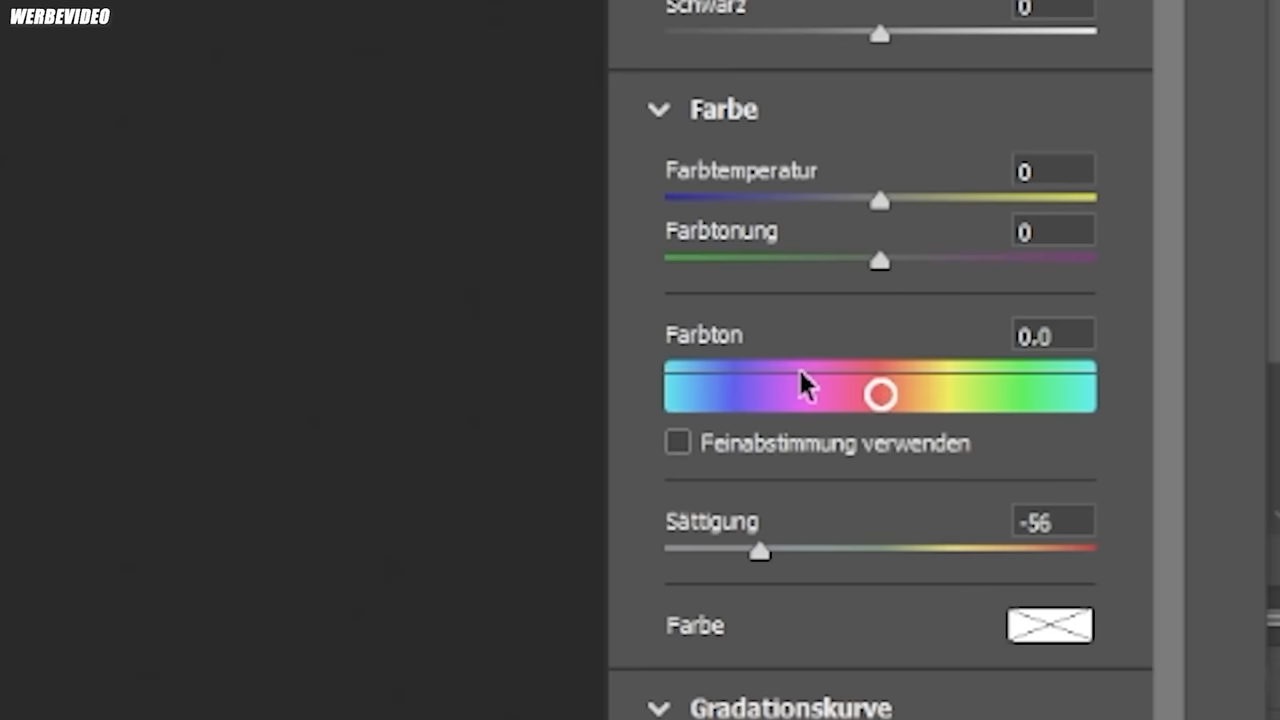 WERBEVIDEO
Schwarz 0
Farbe
Farbtemperatur 0
Farbtonung 0
Farbton 0.0
Feinabstimmung verwenden
Sättigung -56
Farbe
Gradationskurve